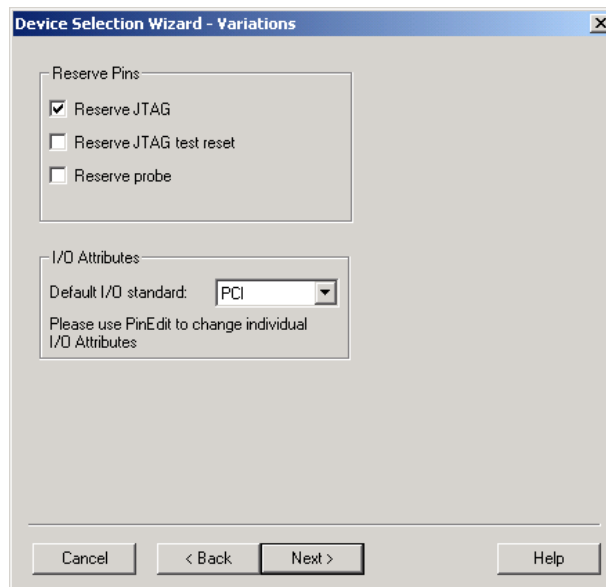 Device Selection Wizard - Variations
Reserve Pins
Reserve JTAG
Reserve JTAG test reset
Reserve probe
I/O Attributes
Default I/O standard: PCI
Please use PinEdit to change individual
I/O Attributes
Cancel < Back Next > Help